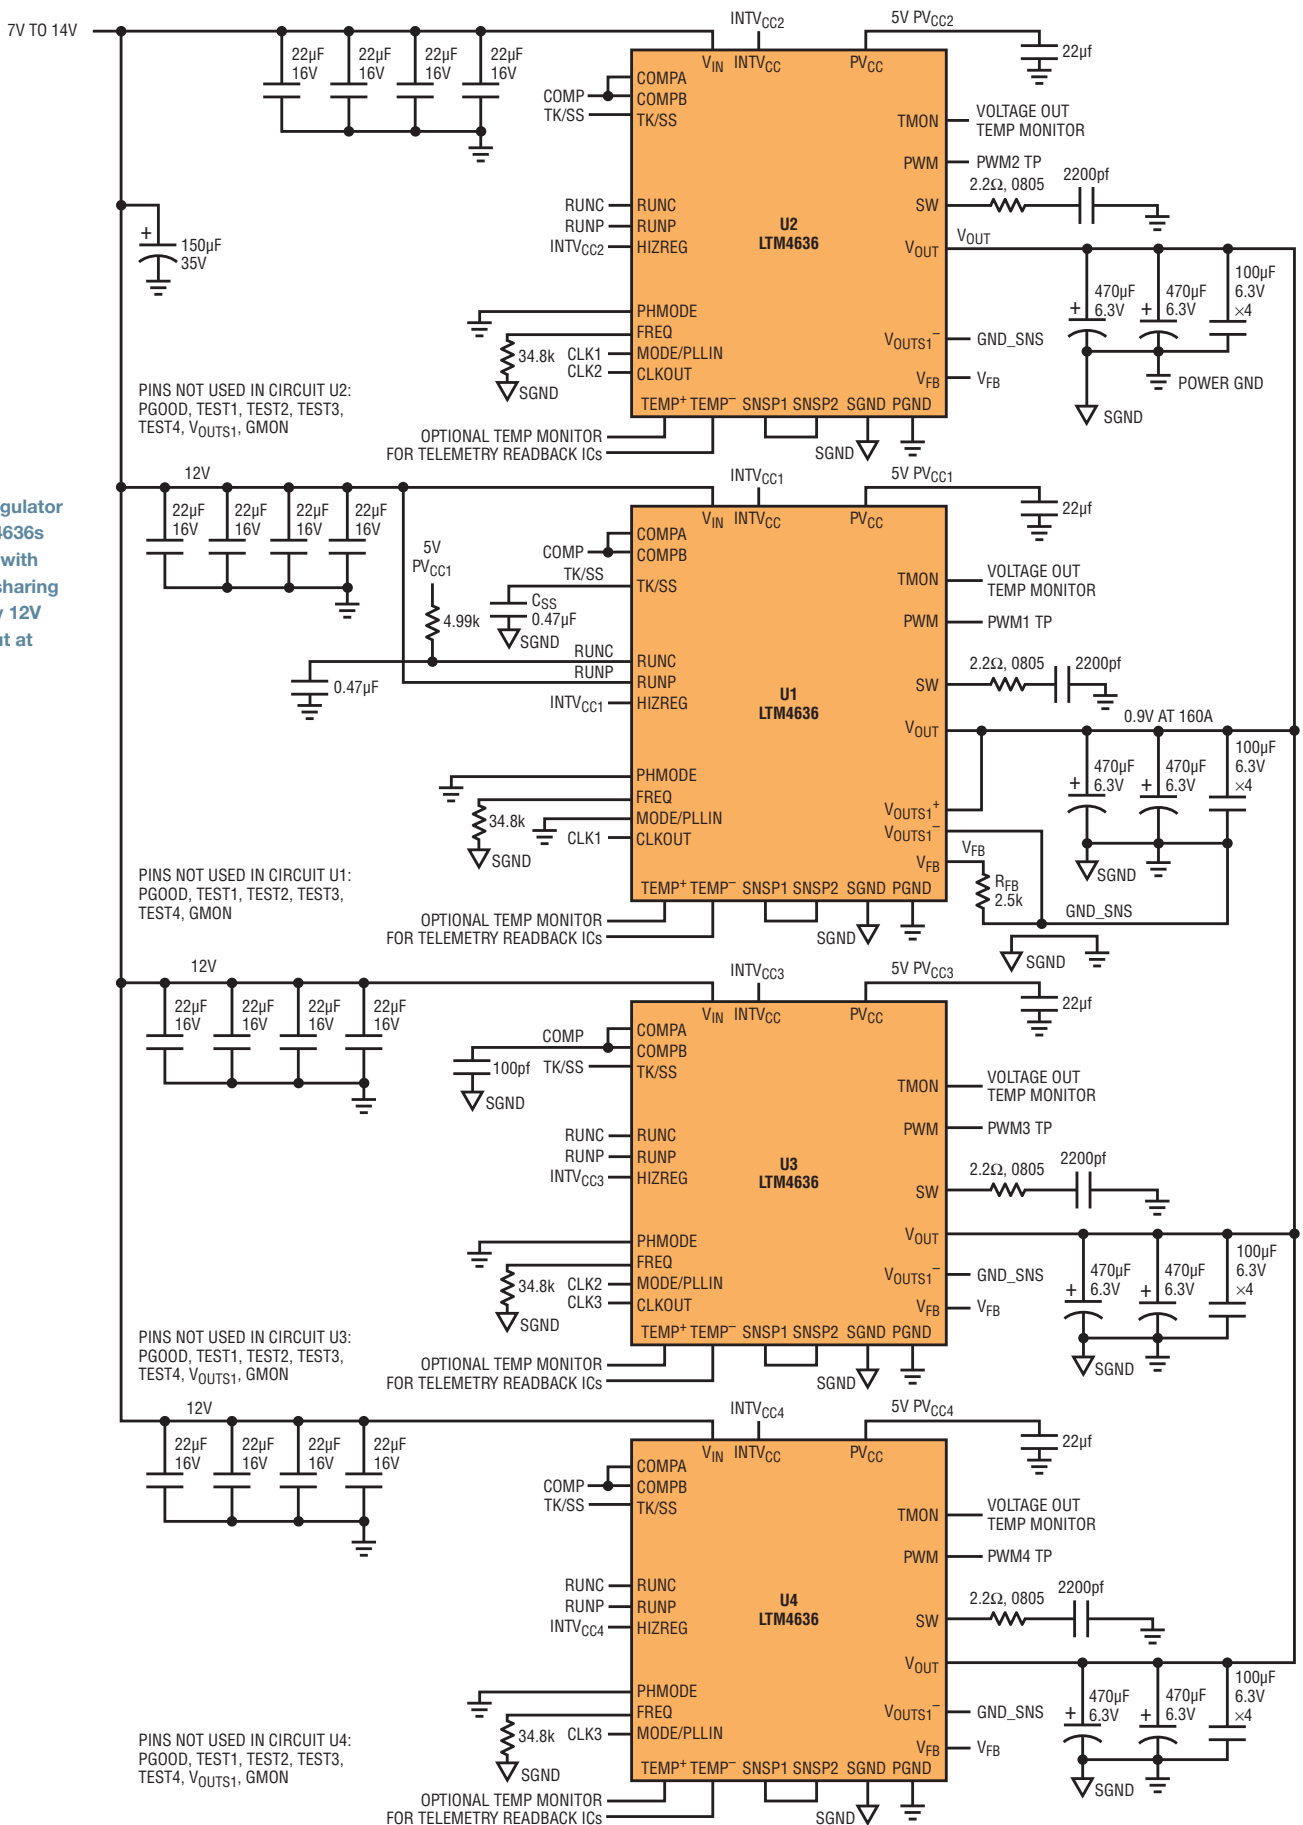 7V TO 14V
22µF
16V
22µF
16V
22µF
16V
22µF
16V
INTVCC2
5V PVCC2
22µf
VIN INTVCC PVCC
COMP
TK/SS
COMPA
COMPB
TK/SS
TMON
VOLTAGE OUT
TEMP MONITOR
PWM
PWM2 TP
2.2Ω, 0805
2200pf
SW
+
150µF
35V
RUNC
RUNP
INTVCC2
RUNC
RUNP
HIZREG
U2
LTM4636
VOUT
VOUT
+
470µF
6.3V
+
470µF
6.3V
100µF
6.3V
×4
PHMODE
FREQ
MODE/PLLIN
CLKOUT
34.8k
CLK1
CLK2
SGND
VOUTS1–
GND_SNS
VFB
VFB
POWER GND
SGND
PINS NOT USED IN CIRCUIT U2:
PGOOD, TEST1, TEST2, TEST3,
TEST4, VOUTS1, GMON
TEMP+ TEMP– SNSP1 SNSP2 SGND PGND
OPTIONAL TEMP MONITOR
FOR TELEMETRY READBACK ICs
SGND
gulator
4636s
with
sharing
y 12V
ut at
12V
22µF
16V
22µF
16V
22µF
16V
22µF
16V
INTVCC1
5V PVCC1
22µF
VIN INTVCC PVCC
5V
PVCC1
4.99k
COMP
TK/SS
CSS
0.47µF
SGND
COMPA
COMPB
TK/SS
TMON
VOLTAGE OUT
TEMP MONITOR
PWM
PWM1 TP
2.2Ω, 0805
2200pf
SW
0.47µF
RUNC
RUNP
INTVCC1
RUNC
RUNP
HIZREG
U1
LTM4636
0.9V AT 160A
VOUT
+
470µF
6.3V
+
470µF
6.3V
100µF
6.3V
×4
PHMODE
FREQ
MODE/PLLIN
CLKOUT
34.8k
CLK1
SGND
VOUTS1+
VOUTS1–
VFB
VFB
RFB
2.5k
SGND
GND_SNS
SGND
PINS NOT USED IN CIRCUIT U1:
PGOOD, TEST1, TEST2, TEST3,
TEST4, GMON
TEMP+ TEMP– SNSP1 SNSP2 SGND PGND
OPTIONAL TEMP MONITOR
FOR TELEMETRY READBACK ICs
SGND
12V
22µF
16V
22µF
16V
22µF
16V
22µF
16V
INTVCC3
5V PVCC3
22µf
VIN INTVCC PVCC
COMP
100pf
TK/SS
SGND
COMPA
COMPB
TK/SS
TMON
VOLTAGE OUT
TEMP MONITOR
PWM
PWM3 TP
2.2Ω, 0805
2200pf
SW
RUNC
RUNP
INTVCC3
RUNC
RUNP
HIZREG
U3
LTM4636
VOUT
+
470µF
6.3V
+
470µF
6.3V
100µF
6.3V
×4
PHMODE
FREQ
MODE/PLLIN
CLKOUT
34.8k
CLK2
CLK3
SGND
VOUTS1–
GND_SNS
VFB
VFB
SGND
PINS NOT USED IN CIRCUIT U3:
PGOOD, TEST1, TEST2, TEST3,
TEST4, VOUTS1, GMON
TEMP+ TEMP– SNSP1 SNSP2 SGND PGND
OPTIONAL TEMP MONITOR
FOR TELEMETRY READBACK ICs
SGND
12V
22µF
16V
22µF
16V
22µF
16V
22µF
16V
INTVCC4
5V PVCC4
22µF
VIN INTVCC PVCC
COMP
TK/SS
COMPA
COMPB
TK/SS
TMON
VOLTAGE OUT
TEMP MONITOR
PWM
PWM4 TP
2.2Ω, 0805
2200pf
SW
RUNC
RUNP
INTVCC4
RUNC
RUNP
HIZREG
U4
LTM4636
VOUT
+
470µF
6.3V
+
470µF
6.3V
100µF
6.3V
×4
PHMODE
FREQ
MODE/PLLIN
34.8k
CLK3
SGND
VOUTS1–
GND_SNS
VFB
VFB
SGND
PINS NOT USED IN CIRCUIT U4:
PGOOD, TEST1, TEST2, TEST3,
TEST4, VOUTS1, GMON
TEMP+ TEMP– SNSP1 SNSP2 SGND PGND
OPTIONAL TEMP MONITOR
FOR TELEMETRY READBACK ICs
SGND